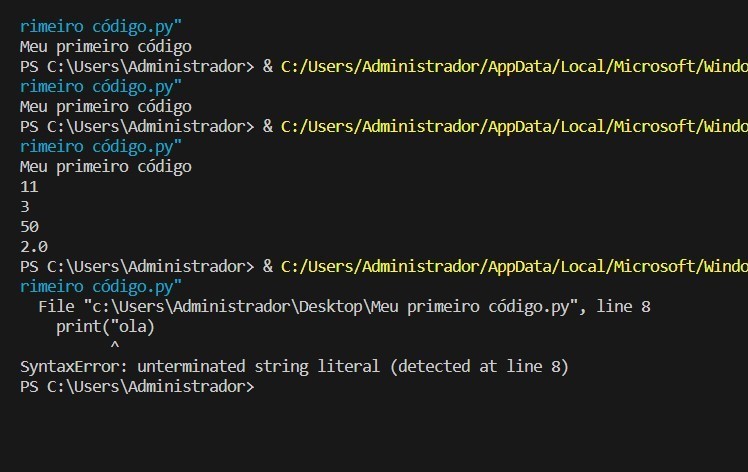 rimeiro código.py"
Meu primeiro código
PS C:\Users\Administrador> & C:/Users/Administrador/AppData/Local/Microsoft/Windo
rimeiro código.py"
Meu primeiro código
PS C:\Users\Administrador> & C:/Users/Administrador/AppData/Local/Microsoft/Windo
rimeiro código.py"
Meu primeiro código
11
3
50
2.0
PS C:\Users\Administrador> & C:/Users/Administrador/AppData/Local/Microsoft/Windo
rimeiro código.py"
  File "c:\Users\Administrador\Desktop\Meu primeiro código.py", line 8
    print("ola)
          ^
SyntaxError: unterminated string literal (detected at line 8)
PS C:\Users\Administrador>